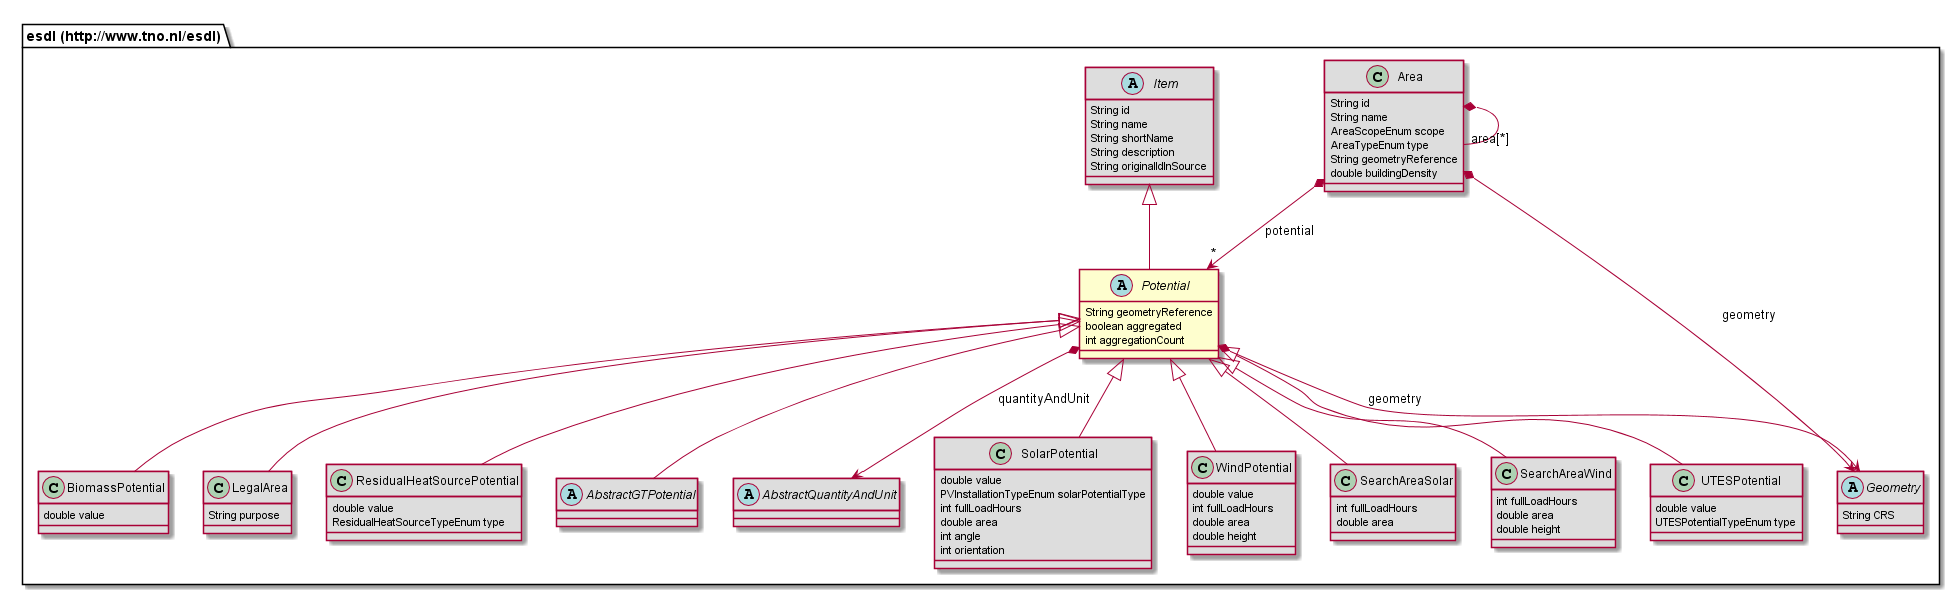 esdl (http://www.tno.nl/esdl)
A Item
String id
String name
String shortName
String description
String originalIdInSource
C Area
String id
String name
AreaScopeEnum scope
AreaTypeEnum type
String geometryReference
double buildingDensity
area[*]
potential
*
geometry
A Potential
String geometryReference
boolean aggregated
int aggregationCount
quantityAndUnit
geometry
C BiomassPotential
double value
C LegalArea
String purpose
C ResidualHeatSourcePotential
double value
ResidualHeatSourceTypeEnum type
A AbstractGTPotential
A AbstractQuantityAndUnit
C SolarPotential
double value
PVInstallationTypeEnum solarPotentialType
int fullLoadHours
double area
int angle
int orientation
C WindPotential
double value
int fullLoadHours
double area
double height
C SearchAreaSolar
int fullLoadHours
double area
C SearchAreaWind
int fullLoadHours
double area
double height
C UTESPotential
double value
UTESPotentialTypeEnum type
A Geometry
String CRS